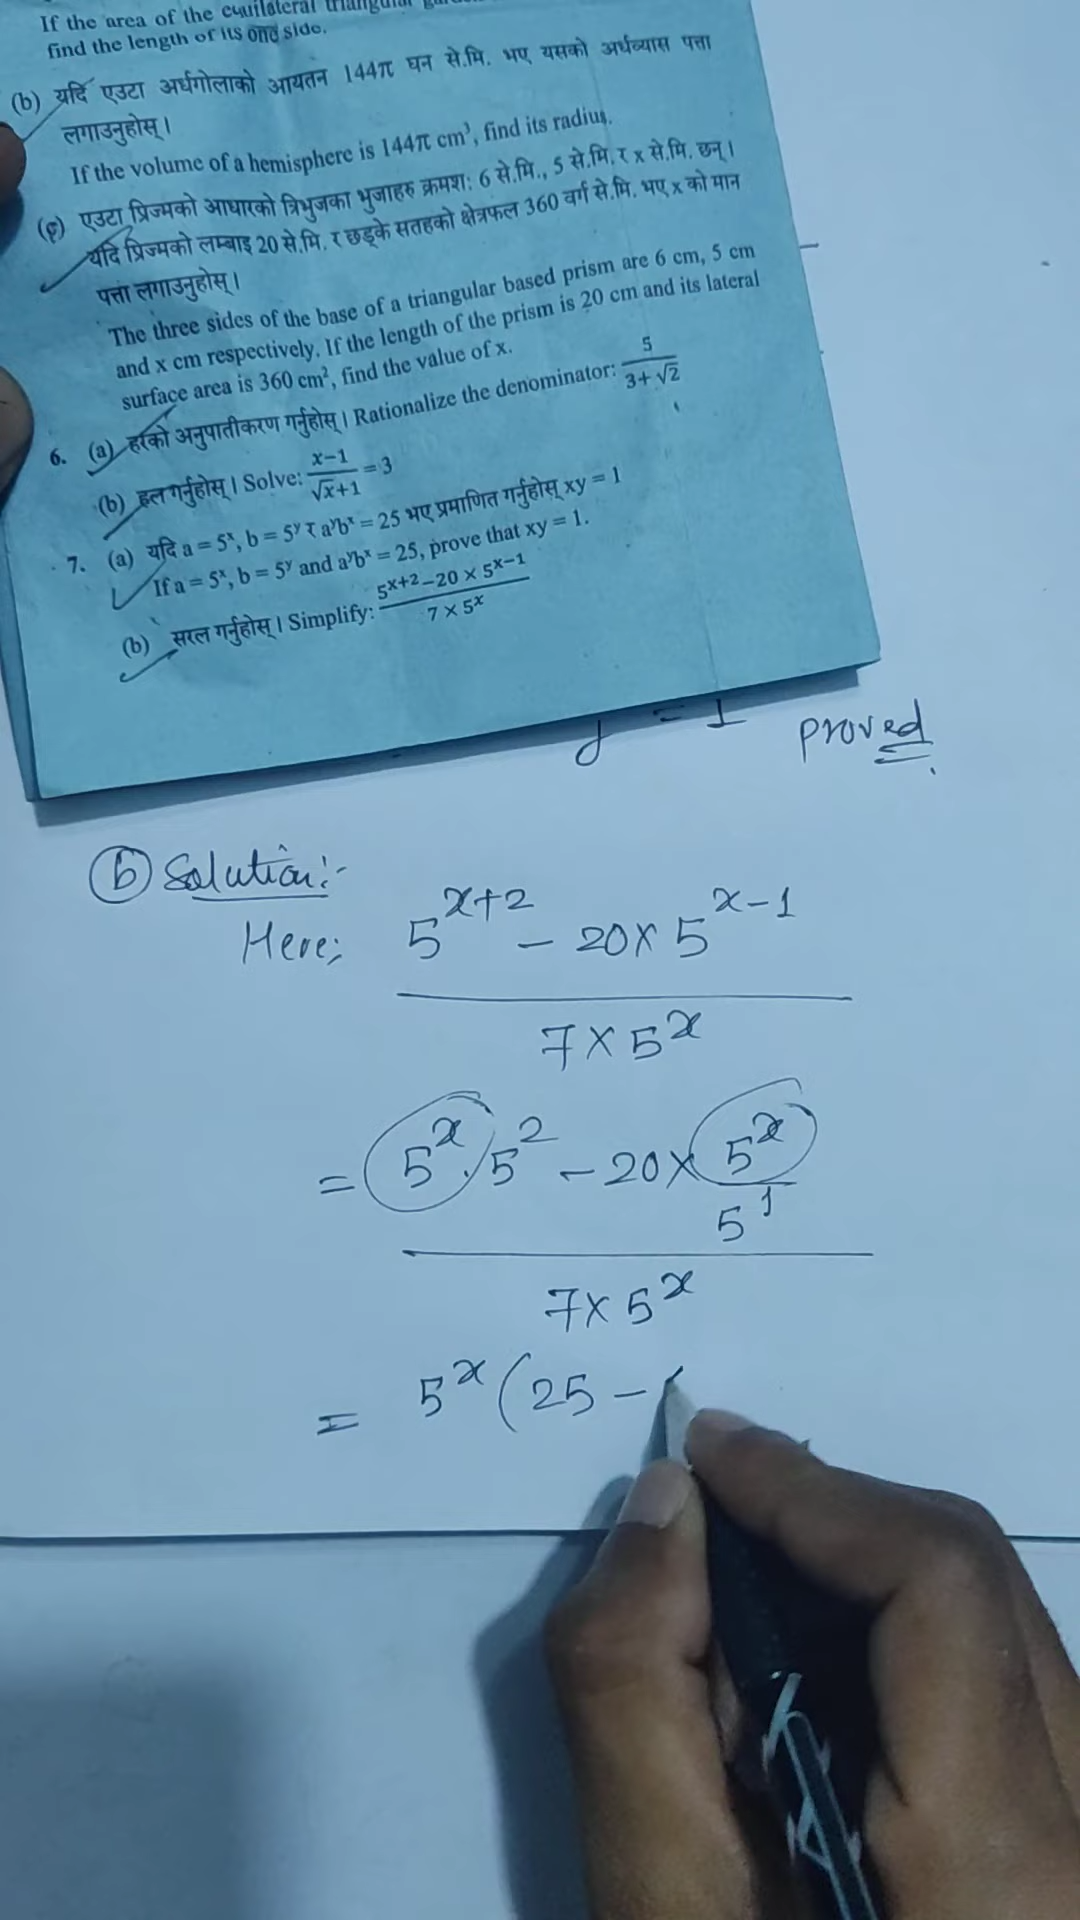 If the area of the equilateral triangular
find the length of its one side.
(b) यदि एउटा अर्धगोलाको आयतन 144π घन से.मि. भए यसको अर्धव्यास पत्ता
लगाउनुहोस् ।
If the volume of a hemisphere is 144π cm³, find its radius.
एउटा प्रिज्मको आधारको त्रिभुजका भुजाहरु क्रमश: 6 से.मि., 5 से.मि. र x से.मि. छन् ।
यदि प्रिज्मको लम्बाइ 20 से.मि. र छड्के सतहको क्षेत्रफल 360 वर्ग से.मि. भए x को मान
पत्ता लगाउनुहोस् ।
The three sides of the base of a triangular based prism are 6 cm, 5 cm
and x cm respectively. If the length of the prism is 20 cm and its lateral
surface area is 360 cm², find the value of x.
6. (a) हरको अनुपातीकरण गर्नुहोस् । Rationalize the denominator: 5/(3+√2)
(b) हल गर्नुहोस् । Solve: (x−1)/(√x+1) = 3
7. (a) यदि a = 5ˣ, b = 5ʸ र aʸbˣ = 25 भए प्रमाणित गर्नुहोस् xy = 1
If a = 5ˣ, b = 5ʸ and aʸbˣ = 25, prove that xy = 1.
(b) सरल गर्नुहोस् । Simplify: (5ˣ⁺²−20 × 5ˣ⁻¹)/(7 × 5ˣ)
= 1 proved
(b) Solution:-
Here; 5ˣ⁺² − 20 × 5ˣ⁻¹
7 × 5ˣ
= 5ˣ . 5² − 20 × 5ˣ/5¹
7 × 5ˣ
= 5ˣ (25 −